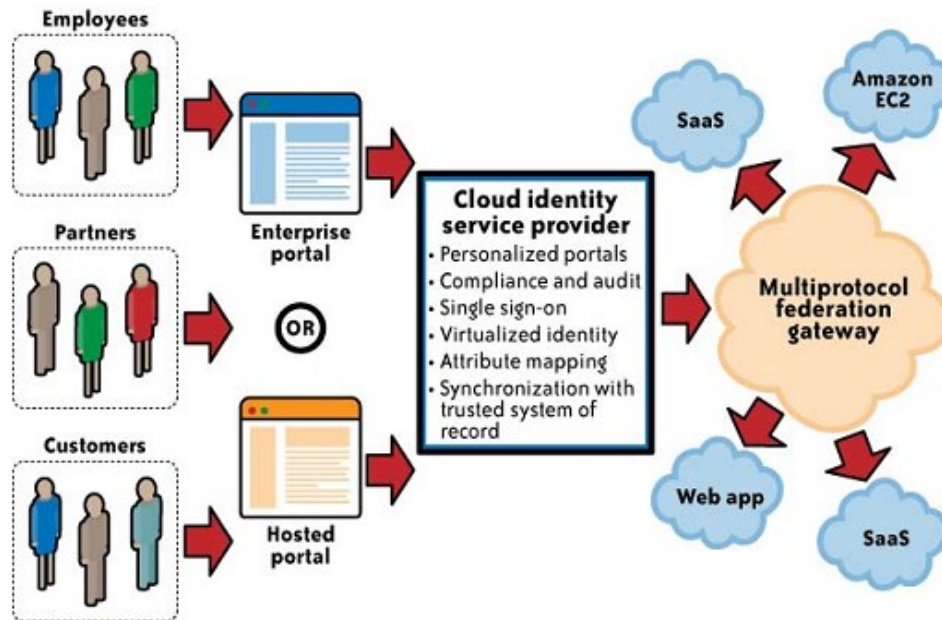 Employees
Enterprise
portal
Partners
OR
Customers
Hosted
portal
Cloud identity
service provider
• Personalized portals
• Compliance and audit
• Single sign-on
• Virtualized identity
• Attribute mapping
• Synchronization with
trusted system of
record
SaaS
Amazon
EC2
Multiprotocol
federation
gateway
Web app
SaaS